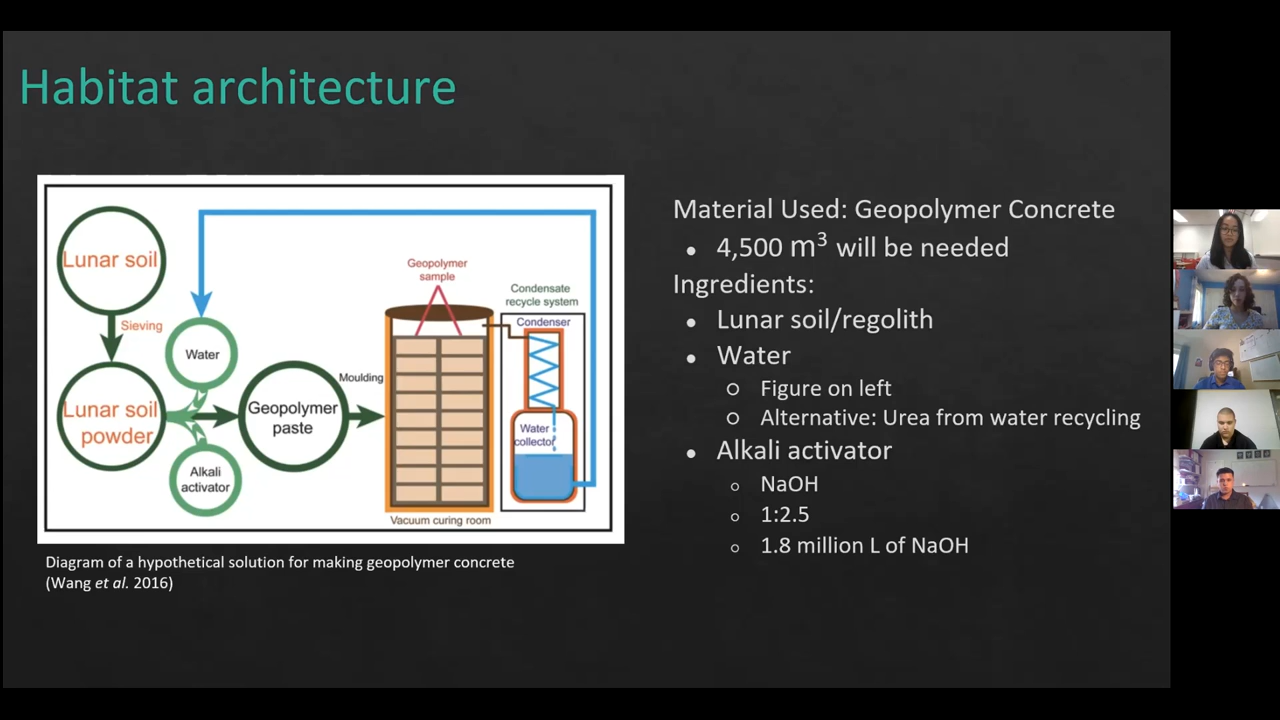 Habitat architecture
Lunar soil
Sieving
Water
Lunar soil
powder
Alkali
activator
Geopolymer
paste
Moulding
Geopolymer
sample
Vacuum curing room
Condensate
recycle system
Condenser
Water
collector
Diagram of a hypothetical solution for making geopolymer concrete
(Wang et al. 2016)
Material Used: Geopolymer Concrete
● 4,500 m³ will be needed
Ingredients:
● Lunar soil/regolith
● Water
○ Figure on left
○ Alternative: Urea from water recycling
● Alkali activator
○ NaOH
○ 1:2.5
○ 1.8 million L of NaOH